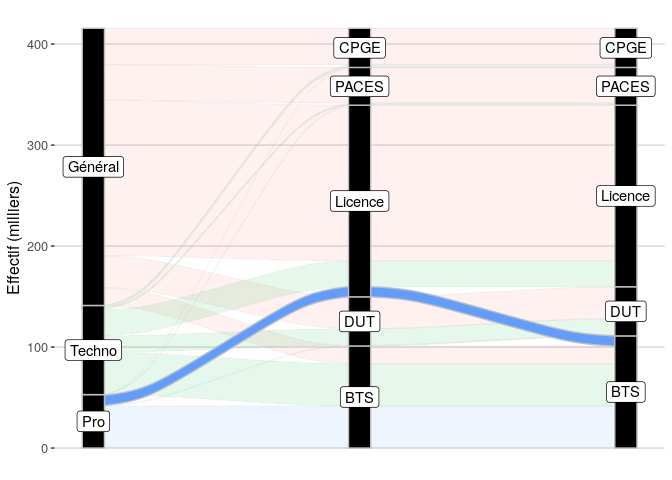 Effectif (milliers)
400
300
200
100
0
Général
Techno
Pro
CPGE
PACES
Licence
DUT
BTS
CPGE
PACES
Licence
DUT
BTS